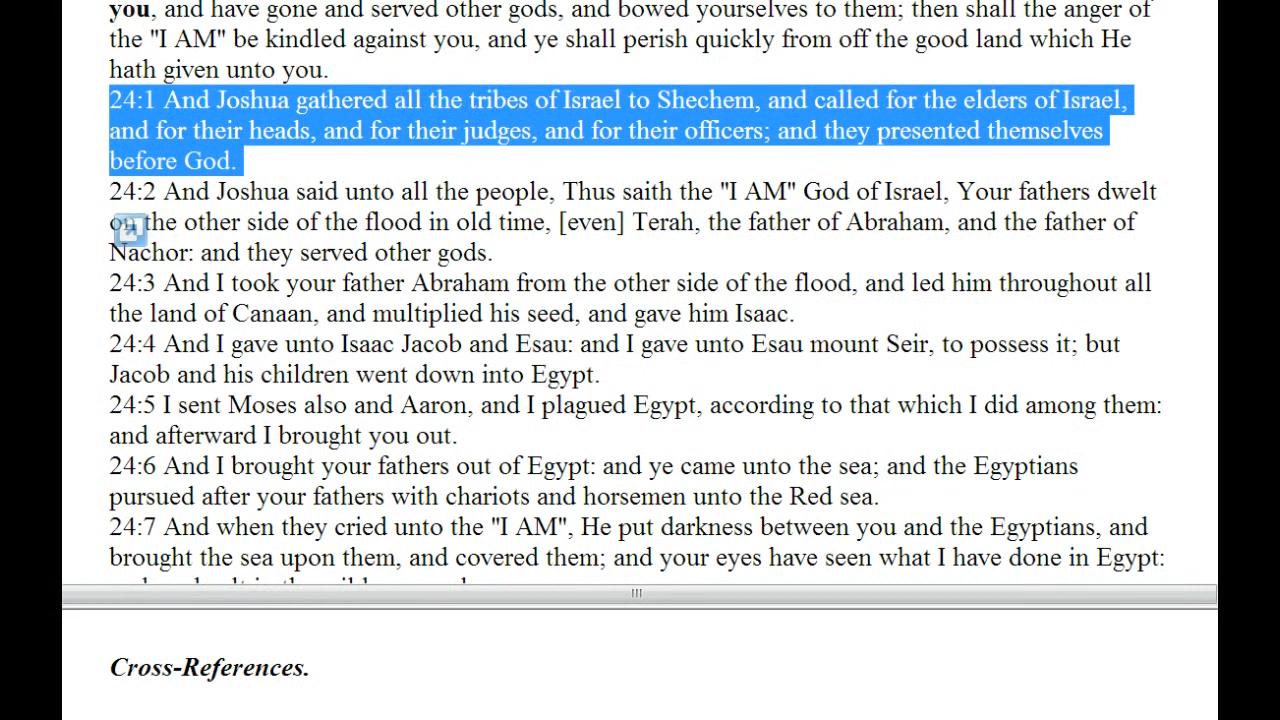 you, and have gone and served other gods, and bowed yourselves to them; then shall the anger of
the "I AM" be kindled against you, and ye shall perish quickly from off the good land which He
hath given unto you.
24:1 And Joshua gathered all the tribes of Israel to Shechem, and called for the elders of Israel,
and for their heads, and for their judges, and for their officers; and they presented themselves
before God.
24:2 And Joshua said unto all the people, Thus saith the "I AM" God of Israel, Your fathers dwelt
on the other side of the flood in old time, [even] Terah, the father of Abraham, and the father of
Nachor: and they served other gods.
24:3 And I took your father Abraham from the other side of the flood, and led him throughout all
the land of Canaan, and multiplied his seed, and gave him Isaac.
24:4 And I gave unto Isaac Jacob and Esau: and I gave unto Esau mount Seir, to possess it; but
Jacob and his children went down into Egypt.
24:5 I sent Moses also and Aaron, and I plagued Egypt, according to that which I did among them:
and afterward I brought you out.
24:6 And I brought your fathers out of Egypt: and ye came unto the sea; and the Egyptians
pursued after your fathers with chariots and horsemen unto the Red sea.
24:7 And when they cried unto the "I AM", He put darkness between you and the Egyptians, and
brought the sea upon them, and covered them; and your eyes have seen what I have done in Egypt:
Cross-References.